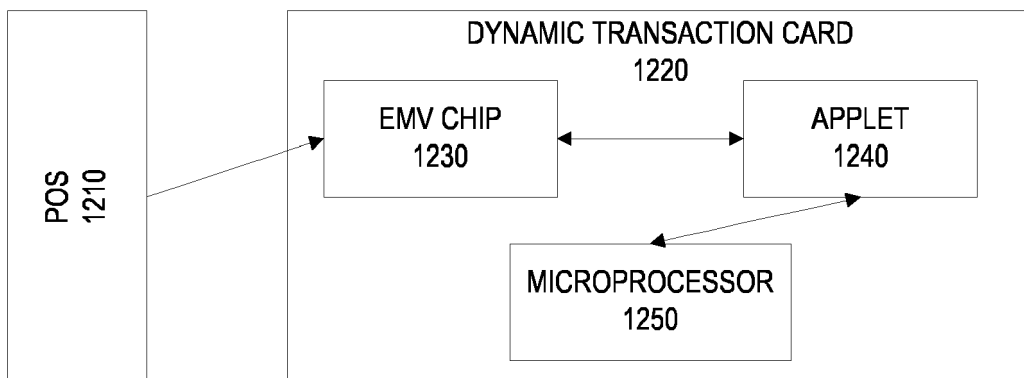 POS
1210
DYNAMIC TRANSACTION CARD
1220
EMV CHIP
1230
APPLET
1240
MICROPROCESSOR
1250